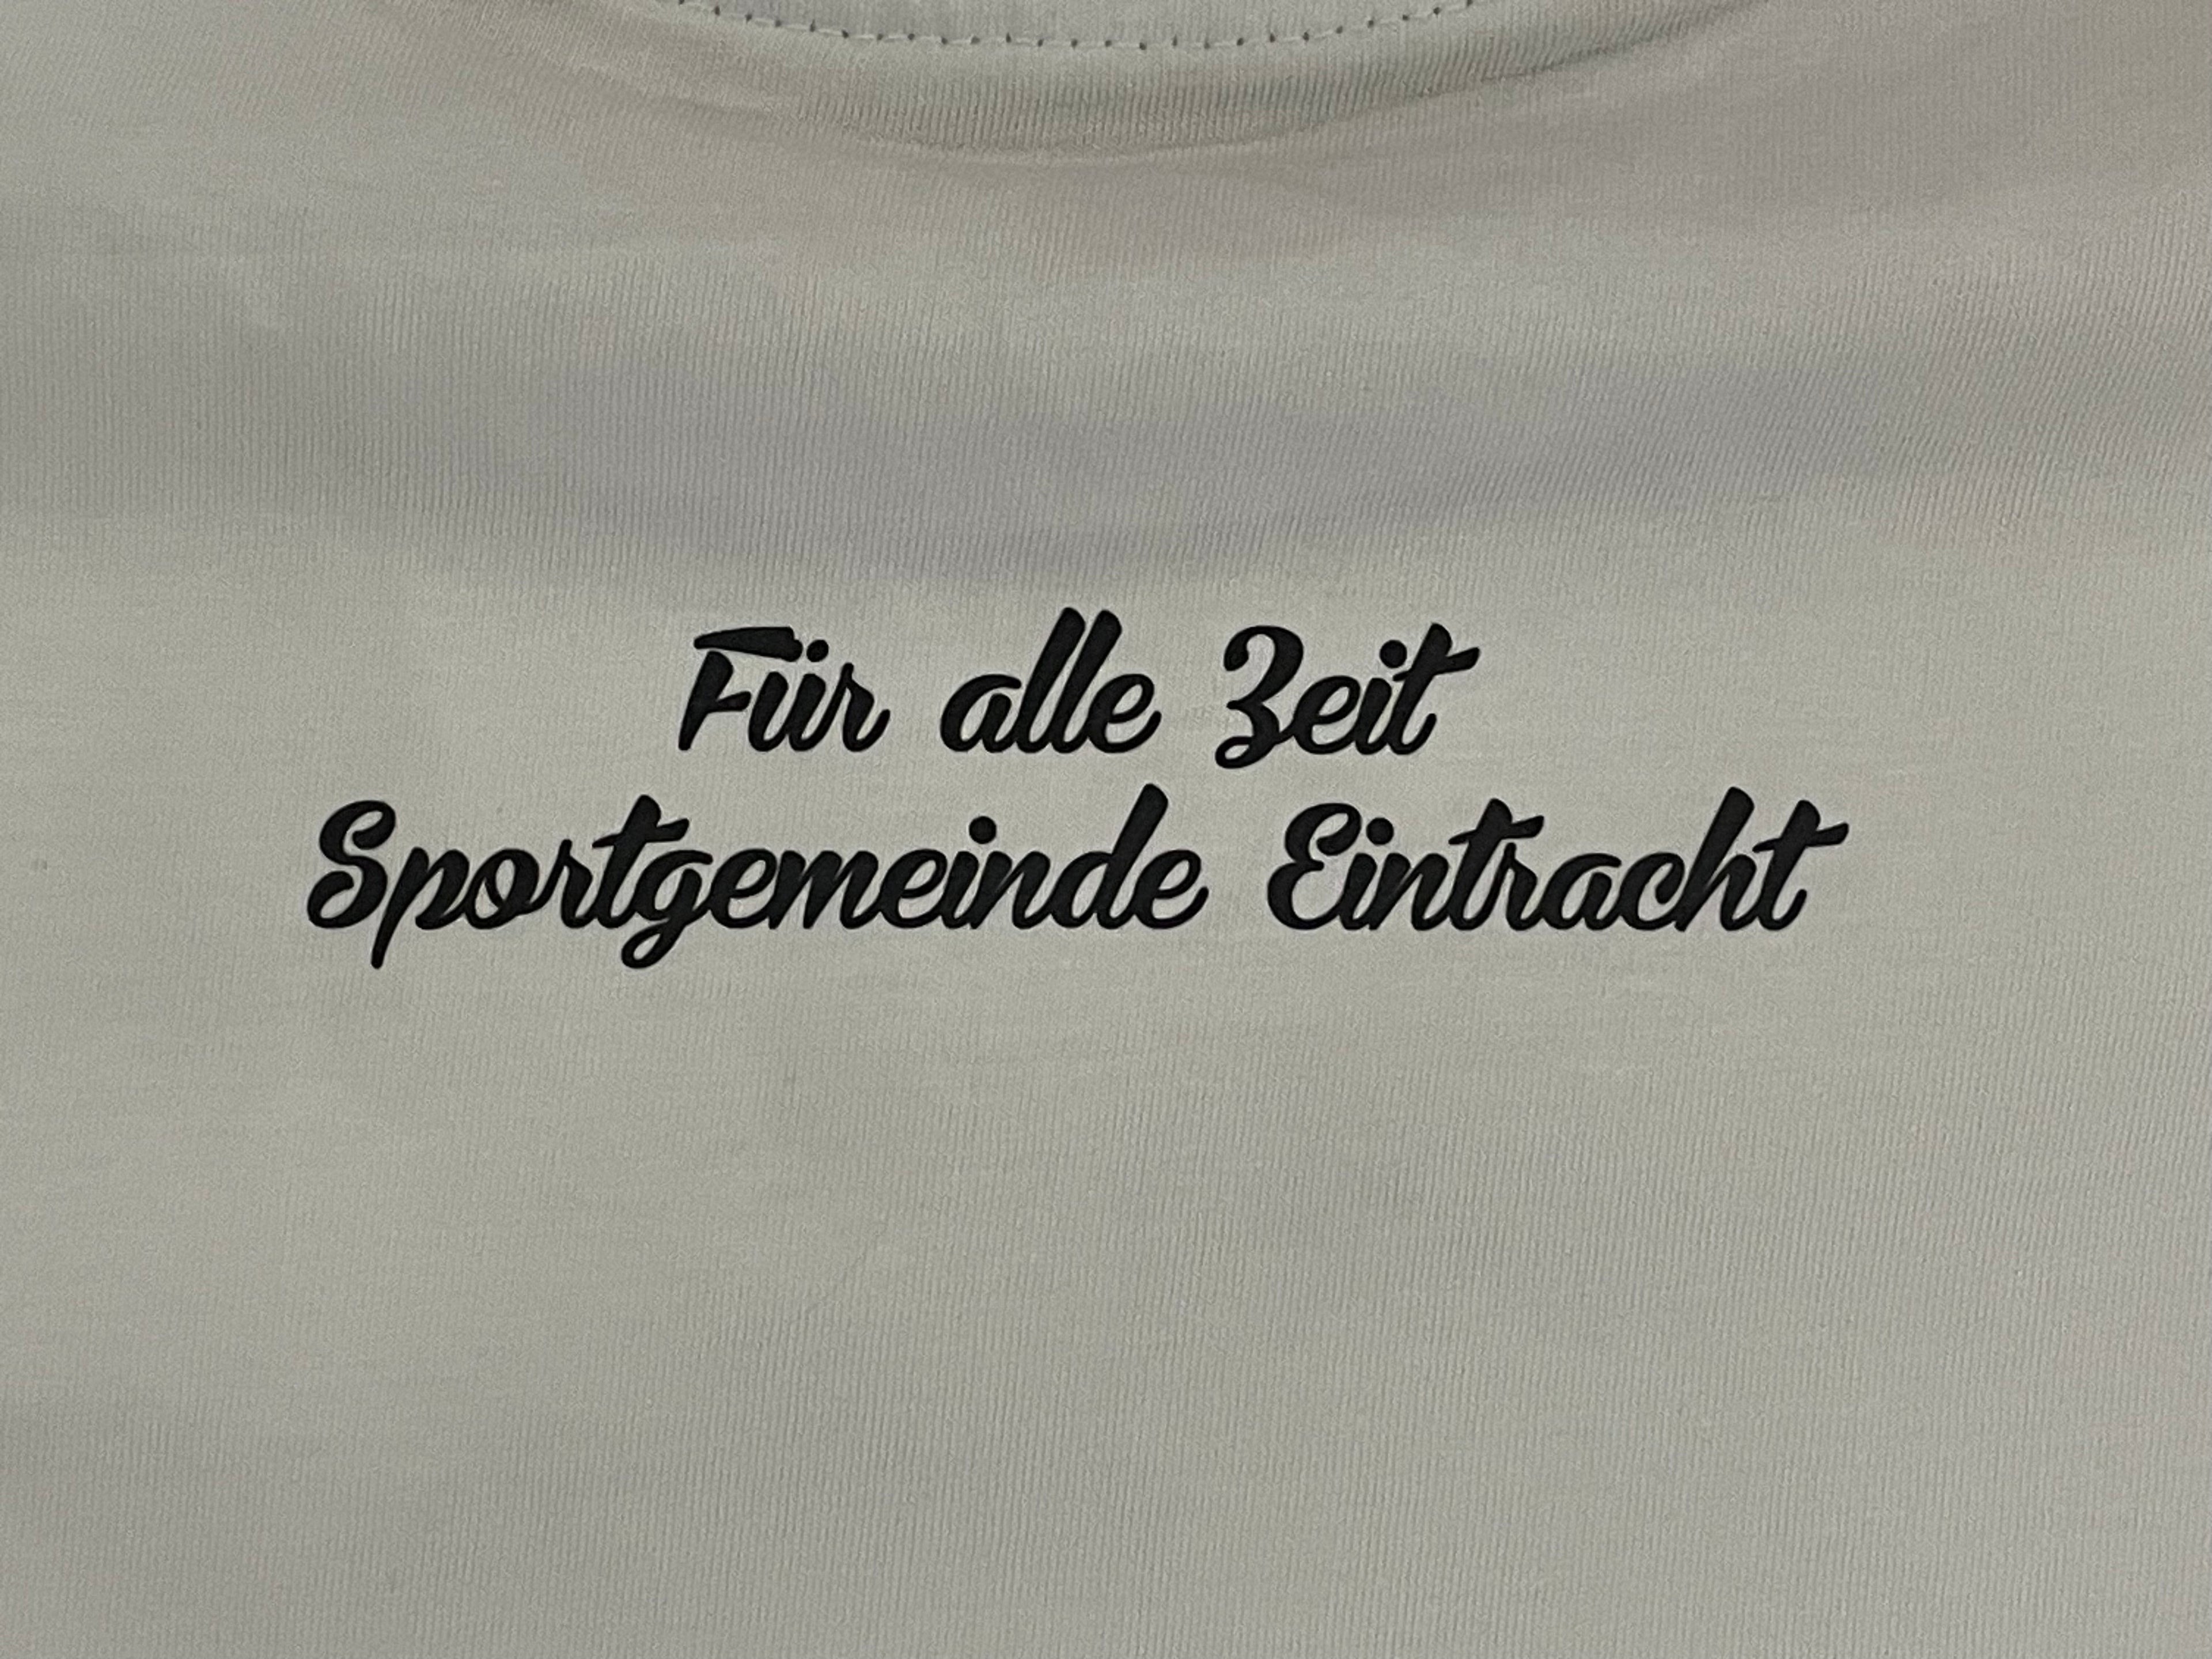 Für alle Zeit
Sportgemeinde Eintracht